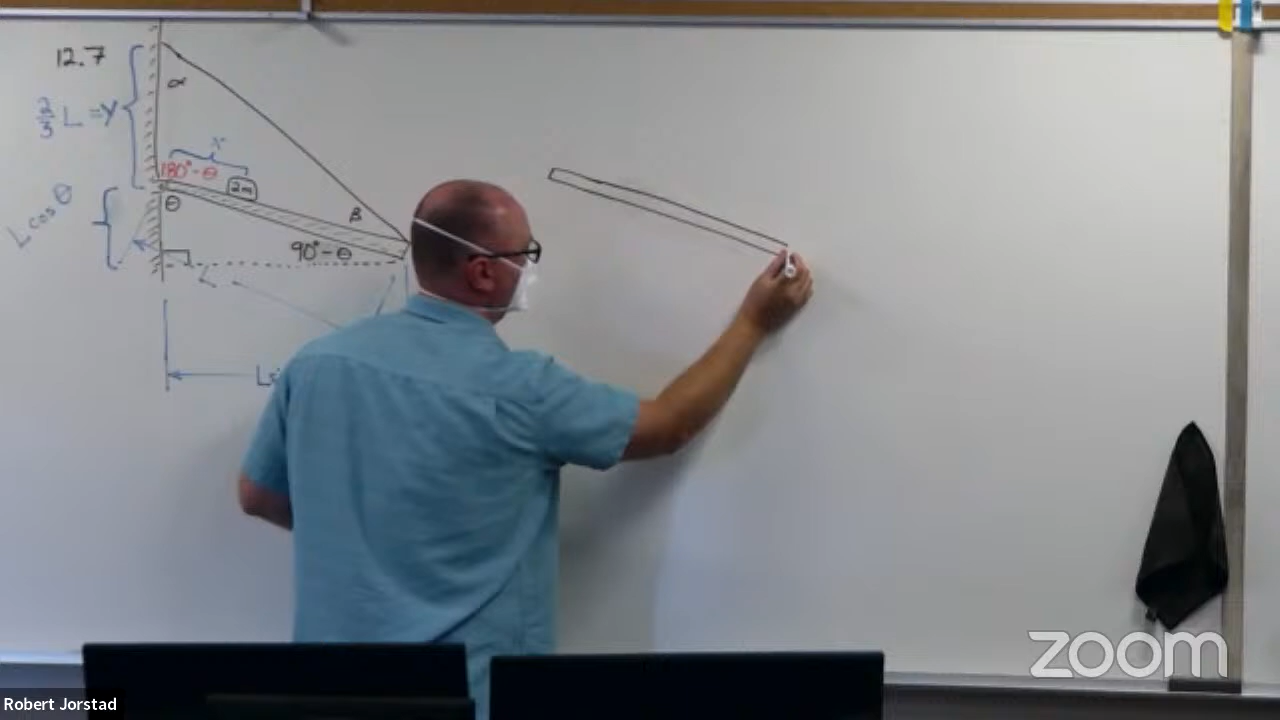 12.7
α
2/3 L = y
x
180° - θ
2m
θ
β
L cos θ
90° - θ
L
zoom
Robert Jorstad